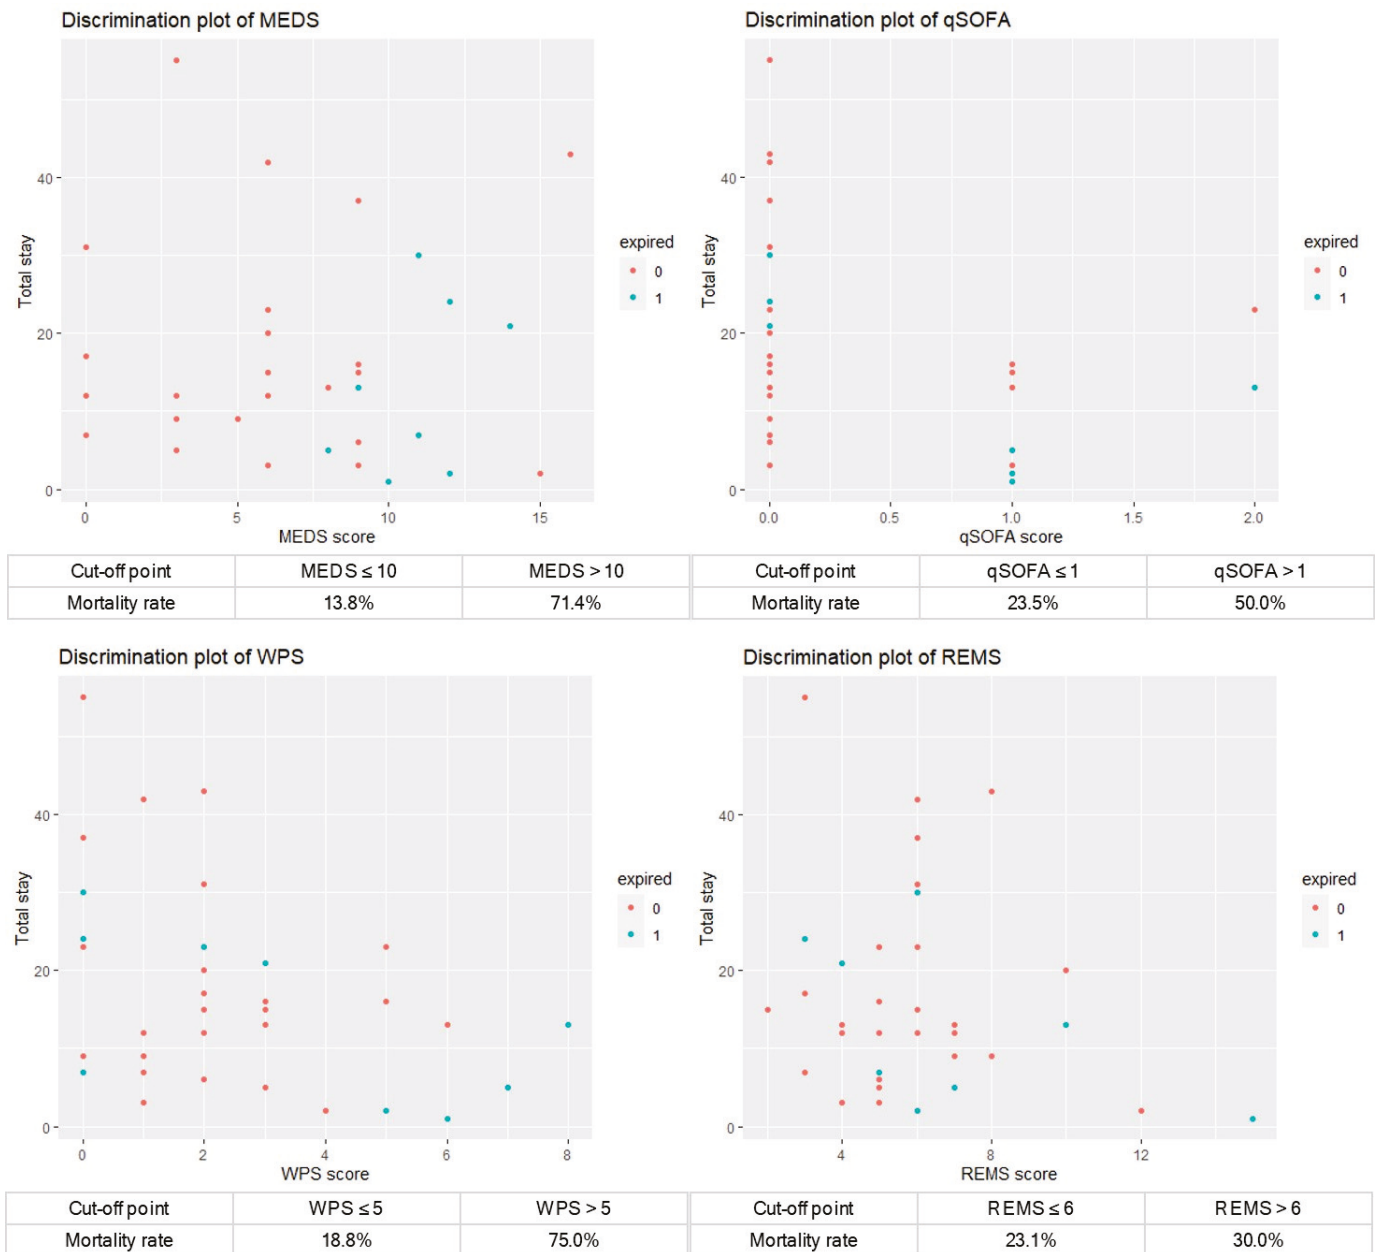 Discrimination plot of MEDS
Total stay
40
20
0
0
5
10
15
MEDS score
expired
0
1
Cut-off point MEDS ≤ 10 MEDS > 10
Mortality rate 13.8% 71.4%
Discrimination plot of qSOFA
Total stay
40
20
0
0.0
0.5
1.0
1.5
2.0
qSOFA score
expired
0
1
Cut-off point qSOFA ≤ 1 qSOFA > 1
Mortality rate 23.5% 50.0%
Discrimination plot of WPS
Total stay
40
20
0
0
2
4
6
8
WPS score
expired
0
1
Cut-off point WPS ≤ 5 WPS > 5
Mortality rate 18.8% 75.0%
Discrimination plot of REMS
Total stay
40
20
0
4
8
12
REMS score
expired
0
1
Cut-off point REMS ≤ 6 REMS > 6
Mortality rate 23.1% 30.0%